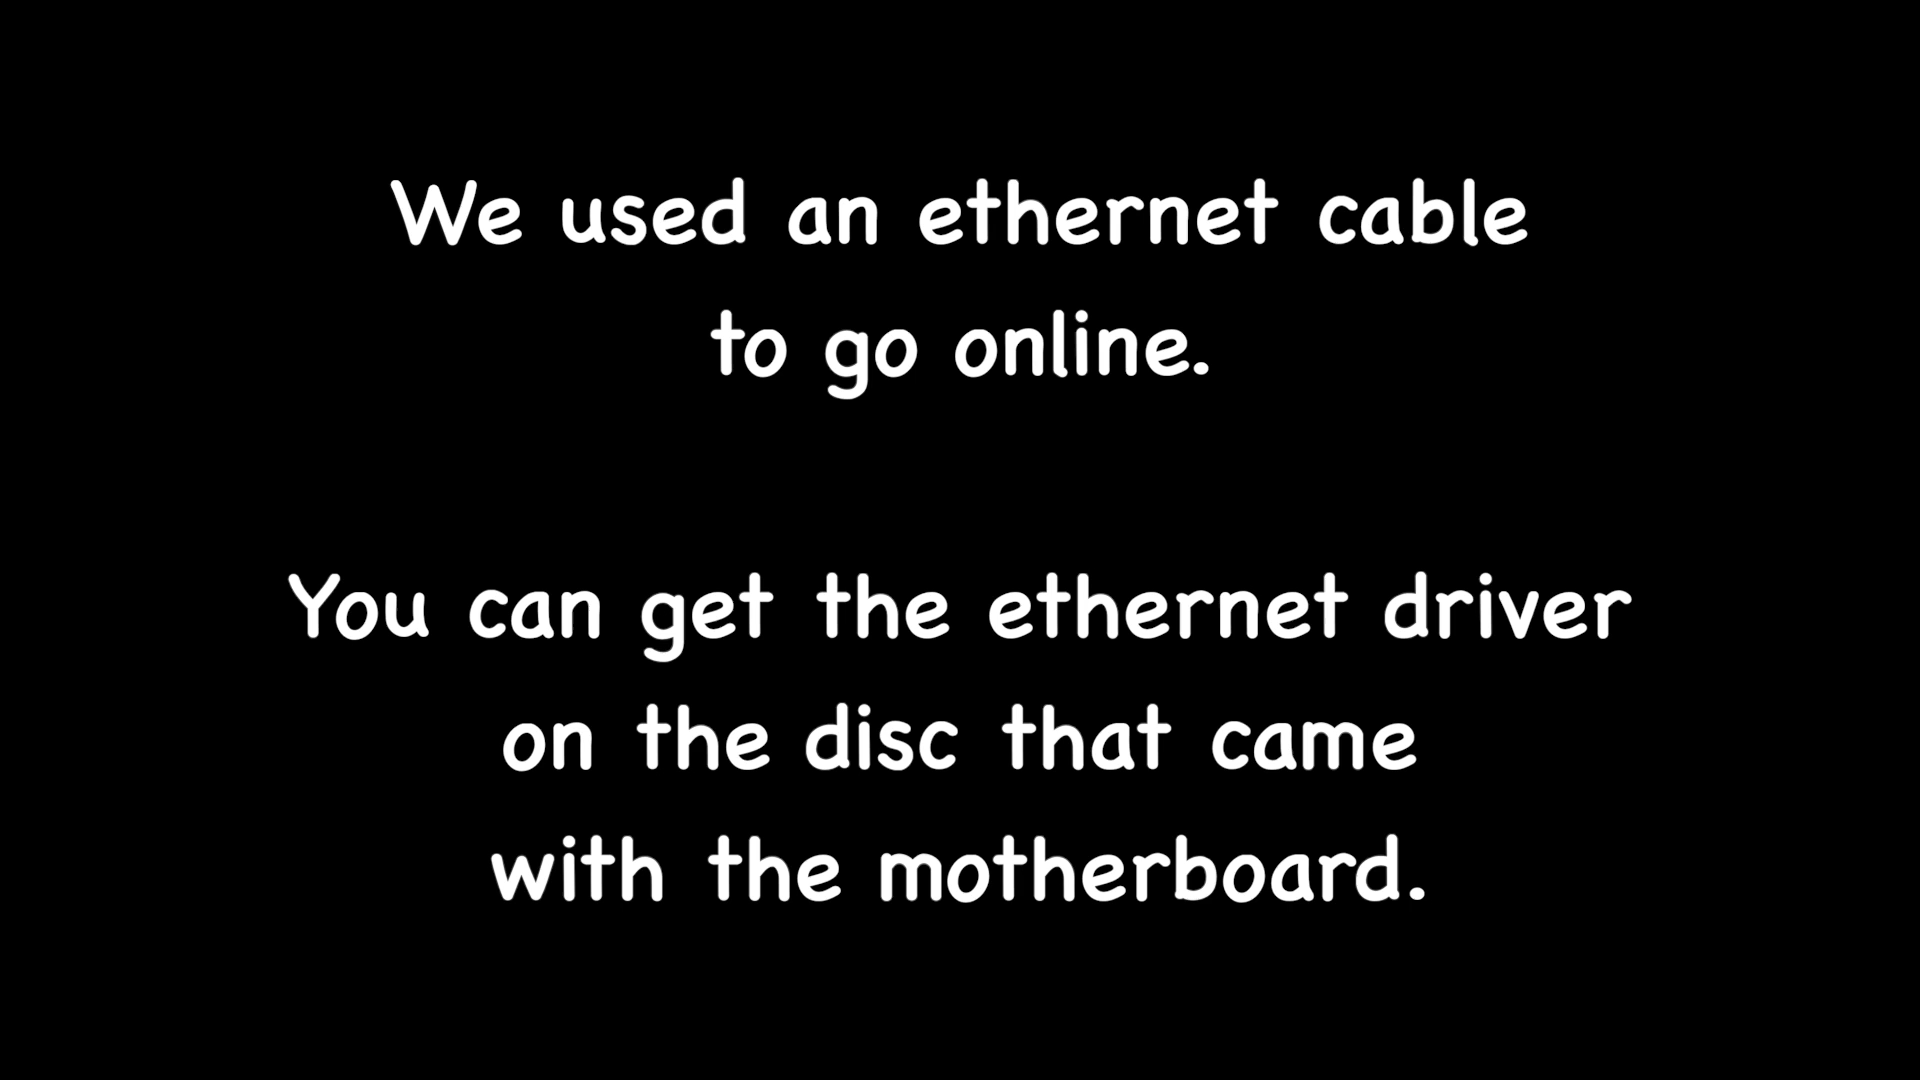 We used an ethernet cable
to go online.
You can get the ethernet driver
on the disc that came
with the motherboard.